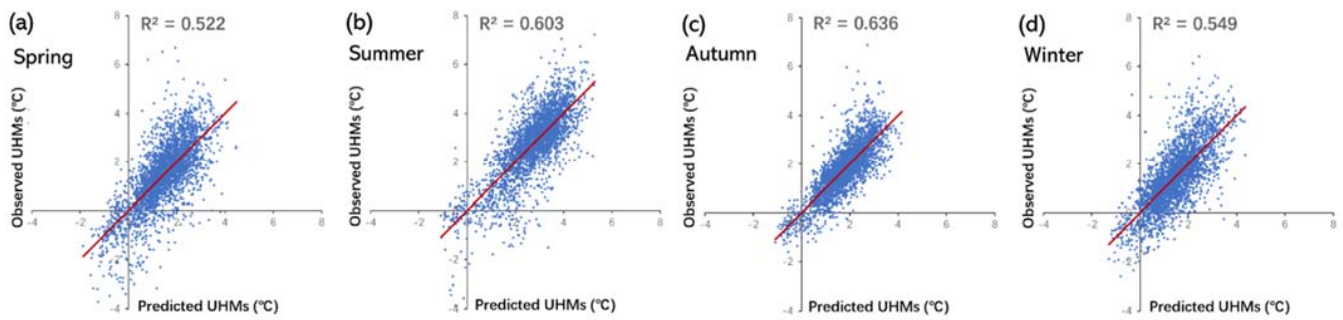 (a)
R² = 0.522
Spring
Observed UHMs (°C)
8
6
4
2
-2
-4
-4
-2
2
4
6
8
Predicted UHMs (°C)
(b)
R² = 0.603
Summer
Observed UHMs (°C)
8
6
4
2
-2
-4
-4
-2
2
4
6
8
Predicted UHMs (°C)
(c)
R² = 0.636
Autumn
Observed UHMs (°C)
8
6
4
2
-2
-4
-4
-2
2
4
6
8
Predicted UHMs (°C)
(d)
R² = 0.549
Winter
Observed UHMs (°C)
8
6
4
2
-2
-4
-4
-2
2
4
6
8
Predicted UHMs (°C)